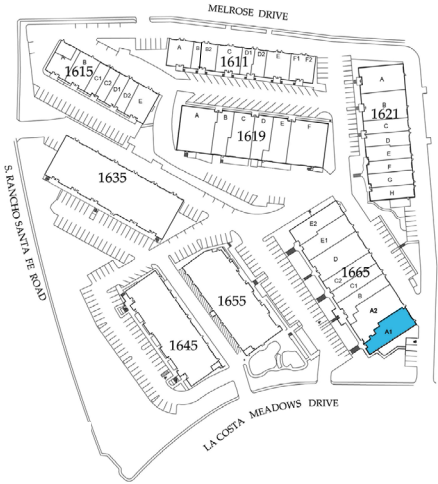 MELROSE DRIVE
A B B2 C D1 D2 E F1 F2
1611
A B C1 C2 D1 D2 E
1615
A B C D E F
1619
A
B
C
D
E
F
G
H
1621
1635
S. RANCHO SANTA FE ROAD
E2
E1
D
C2
C1
B
A2
A1
1665
1655
1645
LA COSTA MEADOWS DRIVE